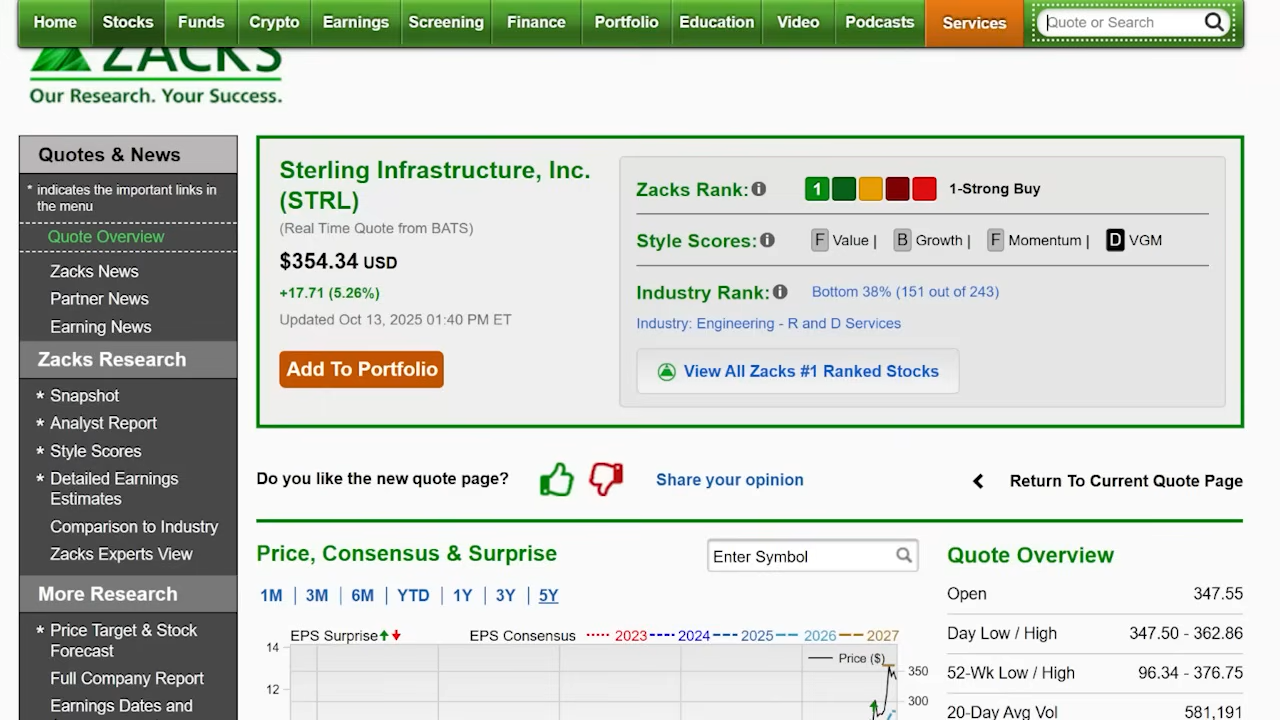 Home Stocks Funds Crypto Earnings Screening Finance Portfolio Education Video Podcasts Services Quote or Search
ZACKS
Our Research. Your Success.
Quotes & News
* indicates the important links in
the menu
Quote Overview
Zacks News
Partner News
Earning News
Zacks Research
* Snapshot
* Analyst Report
* Style Scores
* Detailed Earnings
Estimates
Comparison to Industry
Zacks Experts View
More Research
* Price Target & Stock
Forecast
Full Company Report
Earnings Dates and
Sterling Infrastructure, Inc.
(STRL)
(Real Time Quote from BATS)
$354.34 USD
+17.71 (5.26%)
Updated Oct 13, 2025 01:40 PM ET
Add To Portfolio
Zacks Rank: 1 1-Strong Buy
Style Scores: F Value | B Growth | F Momentum | D VGM
Industry Rank: Bottom 38% (151 out of 243)
Industry: Engineering - R and D Services
View All Zacks #1 Ranked Stocks
Do you like the new quote page? Share your opinion Return To Current Quote Page
Price, Consensus & Surprise
Enter Symbol
1M | 3M | 6M | YTD | 1Y | 3Y | 5Y
EPS Surprise EPS Consensus 2023 2024 2025 2026 2027
Price ($)
14
12
350
300
Quote Overview
Open 347.55
Day Low / High 347.50 - 362.86
52-Wk Low / High 96.34 - 376.75
20-Day Avg Vol 581,191